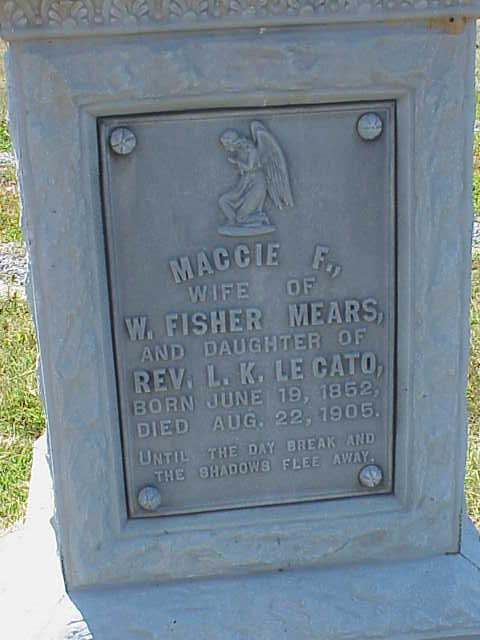 MAGGIE F.,
WIFE OF
W. FISHER MEARS,
AND DAUGHTER OF
REV. L. K. LE CATO,
BORN JUNE 19, 1852,
DIED AUG. 22, 1905.
UNTIL THE DAY BREAK AND
THE SHADOWS FLEE AWAY.